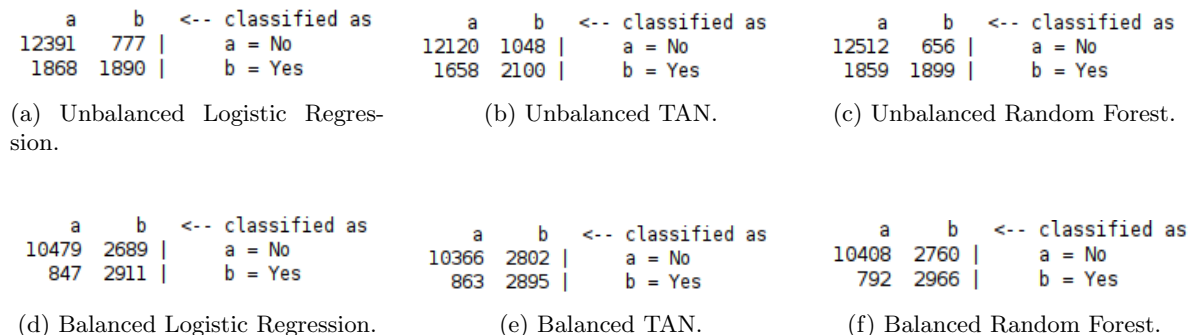 a b <-- classified as
12391 777 | a = No
1868 1890 | b = Yes
(a) Unbalanced Logistic Regres-
sion.
a b <-- classified as
12120 1048 | a = No
1658 2100 | b = Yes
(b) Unbalanced TAN.
a b <-- classified as
12512 656 | a = No
1859 1899 | b = Yes
(c) Unbalanced Random Forest.
a b <-- classified as
10479 2689 | a = No
847 2911 | b = Yes
(d) Balanced Logistic Regression.
a b <-- classified as
10366 2802 | a = No
863 2895 | b = Yes
(e) Balanced TAN.
a b <-- classified as
10408 2760 | a = No
792 2966 | b = Yes
(f) Balanced Random Forest.